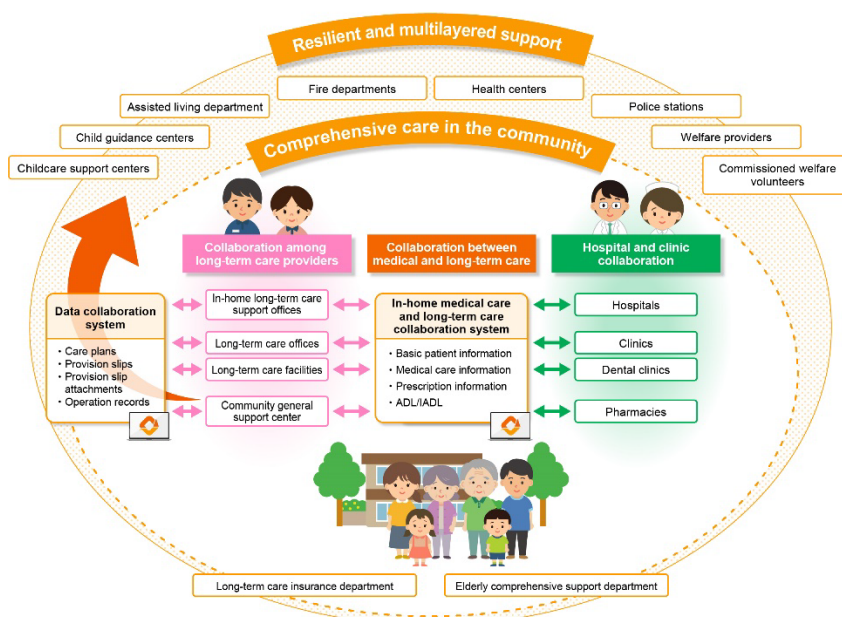 Resilient and multilayered support
Fire departments
Health centers
Assisted living department
Police stations
Child guidance centers
Welfare providers
Childcare support centers
Commissioned welfare
volunteers
Comprehensive care in the community
Collaboration among
long-term care providers
Collaboration between
medical and long-term care
Hospital and clinic
collaboration
Data collaboration
system
• Care plans
• Provision slips
• Provision slip
attachments
• Operation records
In-home long-term care
support offices
Long-term care offices
Long-term care facilities
Community general
support center
In-home medical care
and long-term care
collaboration system
• Basic patient information
• Medical care information
• Prescription information
• ADL/IADL
Hospitals
Clinics
Dental clinics
Pharmacies
Long-term care insurance department
Elderly comprehensive support department